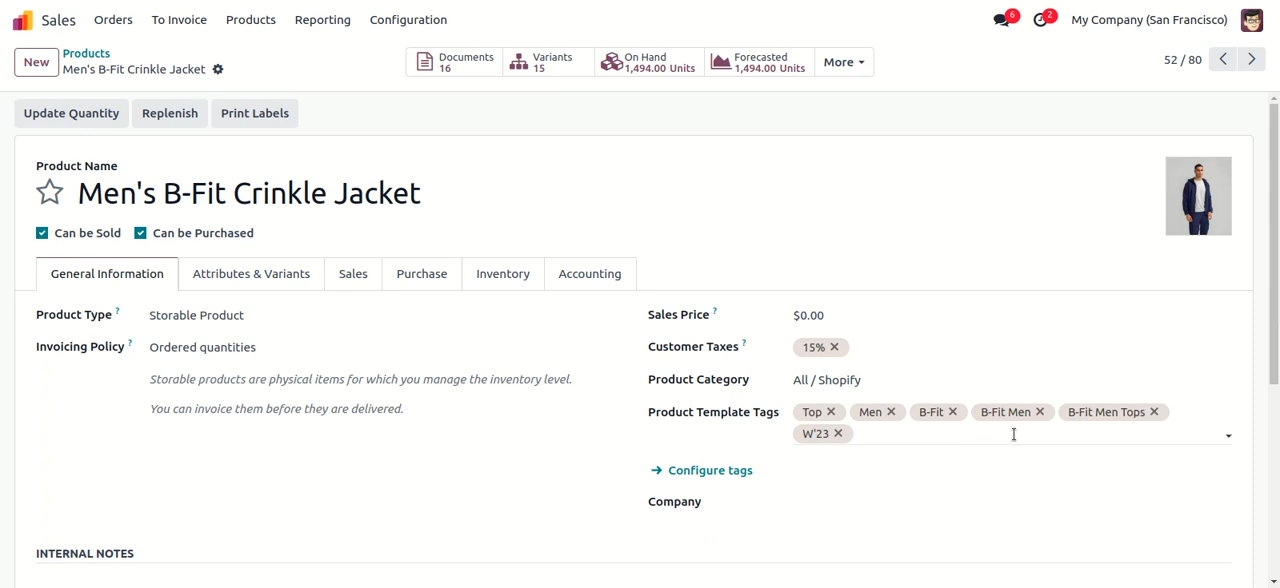 Sales Orders To Invoice Products Reporting Configuration 6 2 My Company (San Francisco)
New Products Men's B-Fit Crinkle Jacket
Documents 16 Variants 15 On Hand 1,494.00 Units Forecasted 1,494.00 Units More 52 / 80
Update Quantity Replenish Print Labels
Product Name
Men's B-Fit Crinkle Jacket
Can be Sold Can be Purchased
General Information Attributes & Variants Sales Purchase Inventory Accounting
Product Type ? Storable Product
Invoicing Policy ? Ordered quantities
Storable products are physical items for which you manage the inventory level.
You can invoice them before they are delivered.
Sales Price ? $0.00
Customer Taxes ? 15%
Product Category All / Shopify
Product Template Tags Top Men B-Fit B-Fit Men B-Fit Men Tops
W'23
Configure tags
Company
INTERNAL NOTES